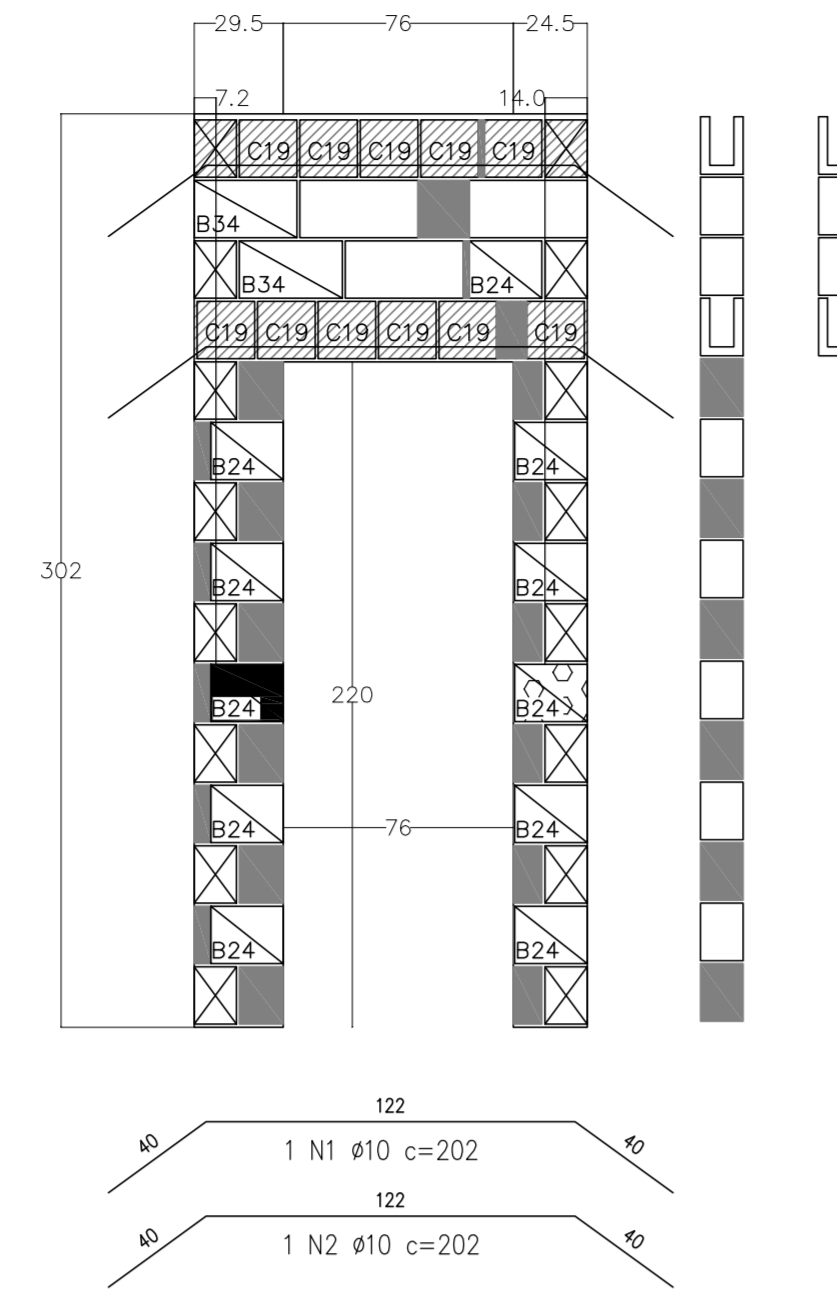 29.5 76 24.5
7.2 14.0
C19 C19 C19 C19 C19
B34
B34 B24
C19 C19 C19 C19 C19 C19
B24 B24
302
B24 B24
220
B24 B24
76
B24 B24
B24 B24
122
40 40
1 N1 ø10 c=202
122
40 40
1 N2 ø10 c=202